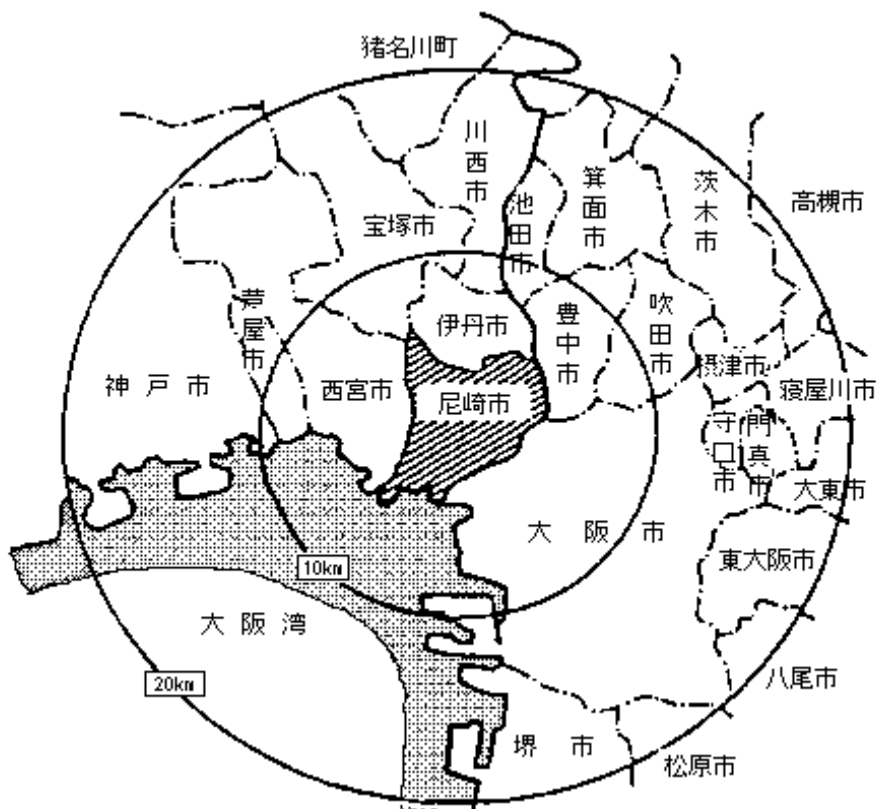 猪名川町
川西市
池田市
箕面市
茨木市
高槻市
宝塚市
芦屋市
伊丹市
豊中市
吹田市
摂津市
寝屋川市
神戸市
西宮市
尼崎市
守口市
門真市
大東市
大阪市
東大阪市
10km
大阪湾
20km
八尾市
堺市
松原市